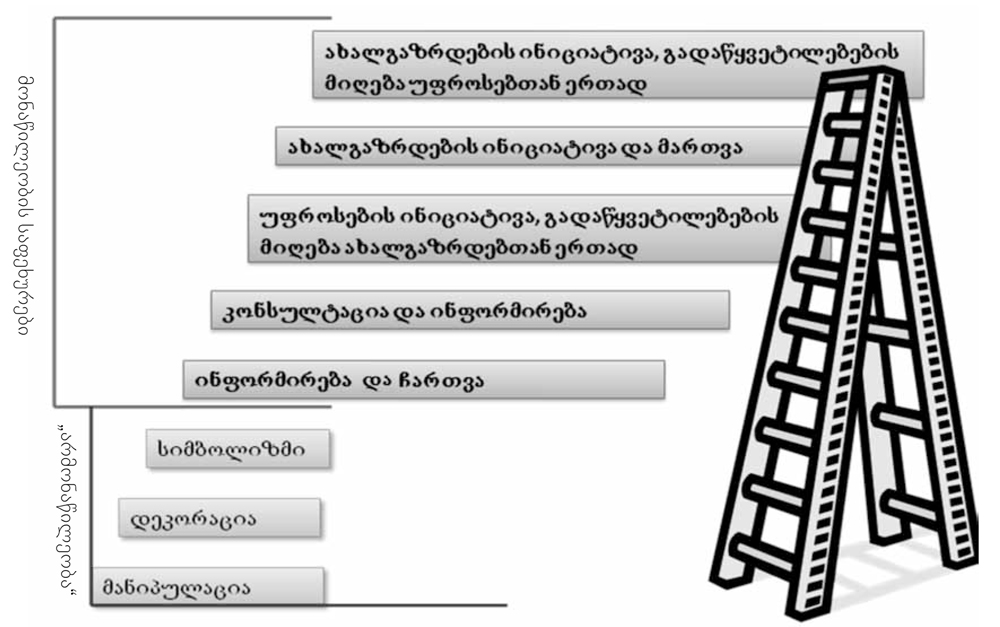 ახალგაზრდების ინიციატივა, გადაწყვეტილებების
მიღება უფროსებთან ერთად
ახალგაზრდების ინიციატივა და მართვა
უფროსების ინიციატივა, გადაწყვეტილებების
მიღება ახალგაზრდებთან ერთად
კონსულტაცია და ინფორმირება
ინფორმირება და ჩართვა
მონაწილეობის საფეხურები
სიმბოლიზმი
დეკორაცია
მანიპულაცია
„არმონაწილეობა“